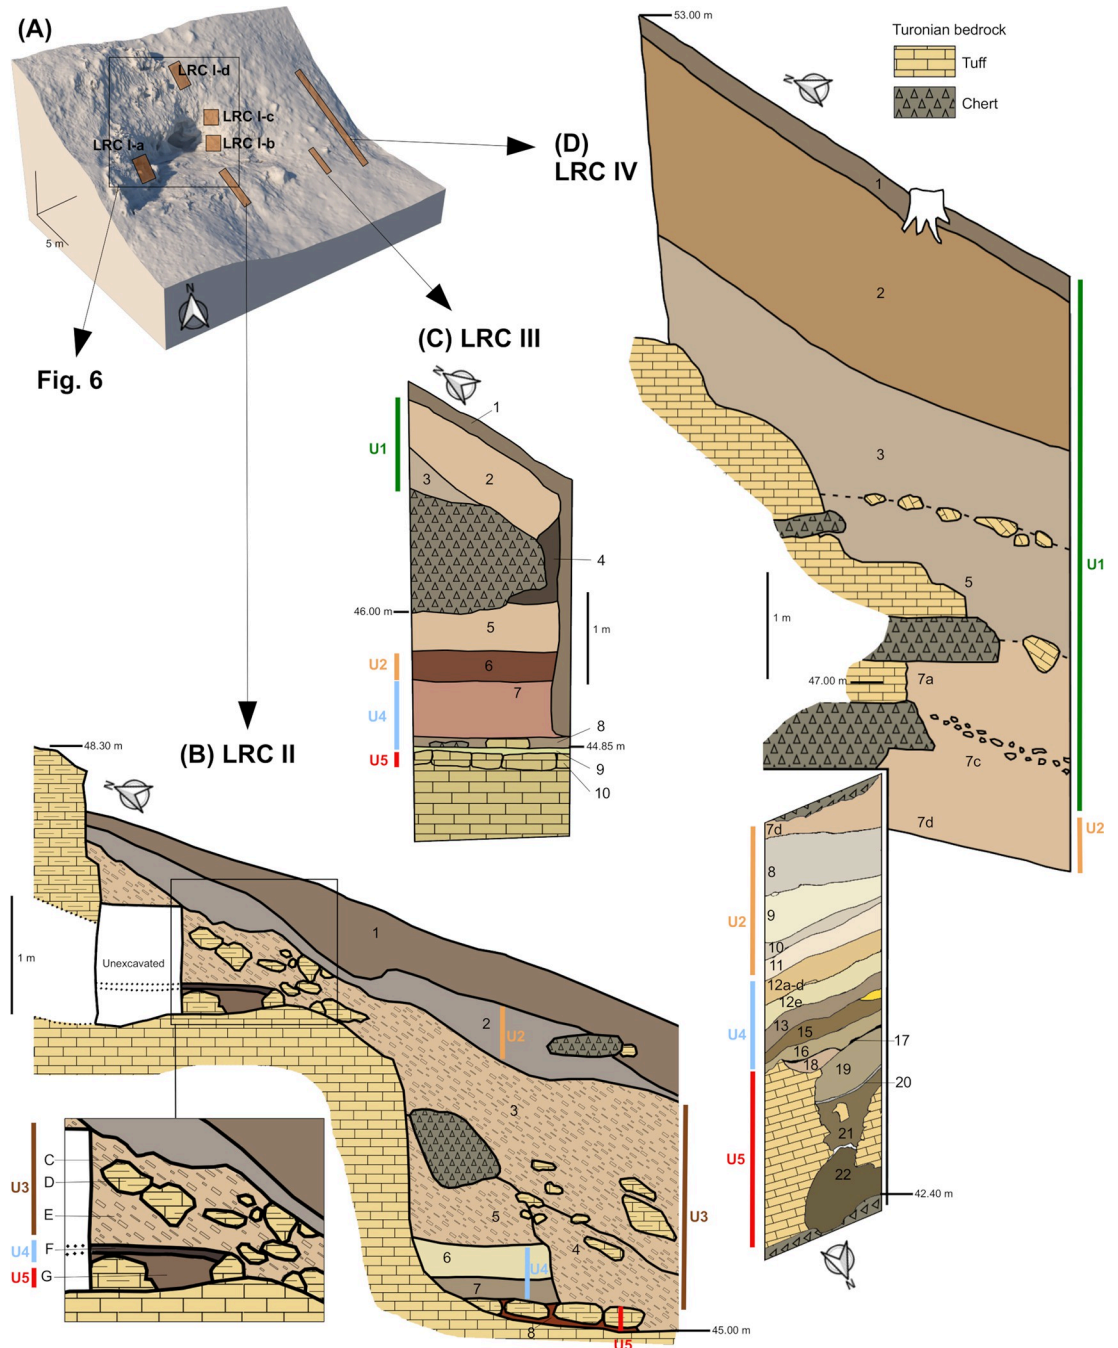 (A)
LRC I-d
LRC I-c
LRC I-b
LRC I-a
5 m
N
Fig. 6
(D)
LRC IV
53.00 m
N
Turonian bedrock
Tuff
Chert
1
2
3
5
7a
47.00 m
7c
7d
1 m
U1
U2
7d
8
9
10
11
12a-d
12e
13
15
16
17
18
19
20
21
22
U2
U4
U5
42.40 m
N
(C) LRC III
N
U1
1
2
3
4
46.00 m
5
1 m
U2
6
7
U4
8
44.85 m
U5
9
10
(B) LRC II
48.30 m
N
1 m
Unexcavated
1
2
U2
3
5
4
6
U4
7
8
U5
U3
45.00 m
U3
C
D
E
U4
F
U5
G